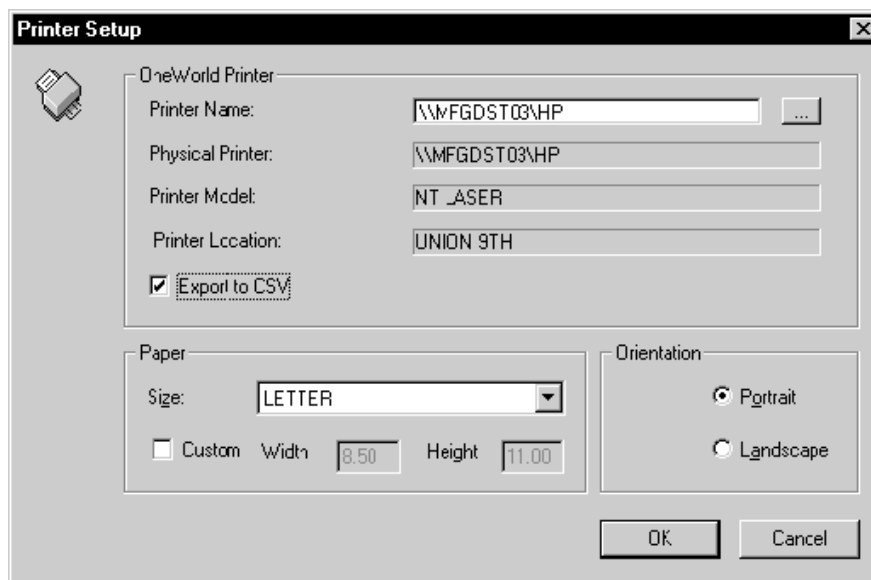 Printer Setup
OneWorld Printer
Printer Name: \\MFGDST03\HP ...
Physical Printer: \\MFGDST03\HP
Printer Model: NT LASER
Printer Location: UNION 9TH
Export to CSV
Paper
Size: LETTER
Custom Width 8.50 Height 11.00
Orientation
Portrait
Landscape
OK Cancel